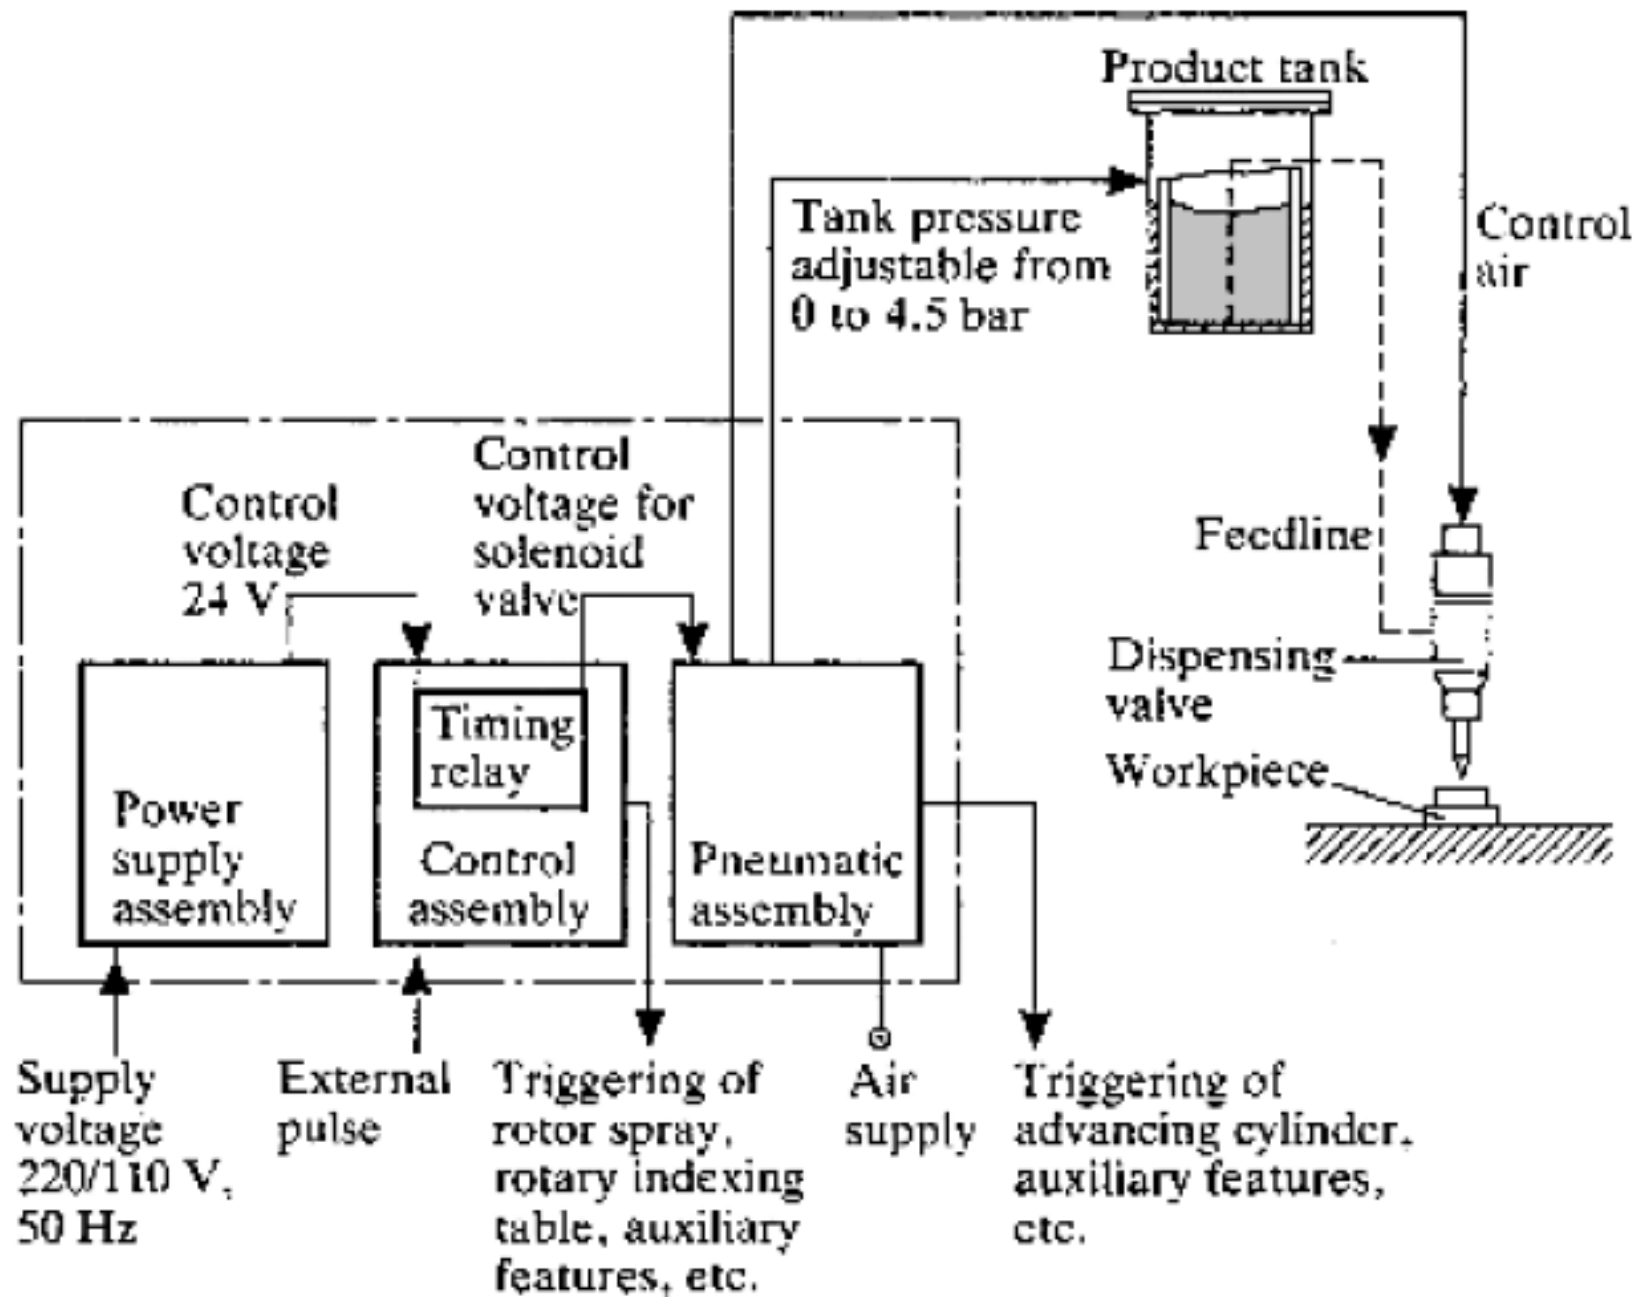 Product tank
Tank pressure
adjustable from
0 to 4.5 bar
Control
air
Control
voltage
24 V
Control
voltage for
solenoid
valve
Feedline
Dispensing
valve
Workpiece
Timing
relay
Power
supply
assembly
Control
assembly
Pneumatic
assembly
Supply
voltage
220/110 V,
50 Hz
External
pulse
Triggering of
rotor spray,
rotary indexing
table, auxiliary
features, etc.
Air
supply
Triggering of
advancing cylinder,
auxiliary features,
etc.